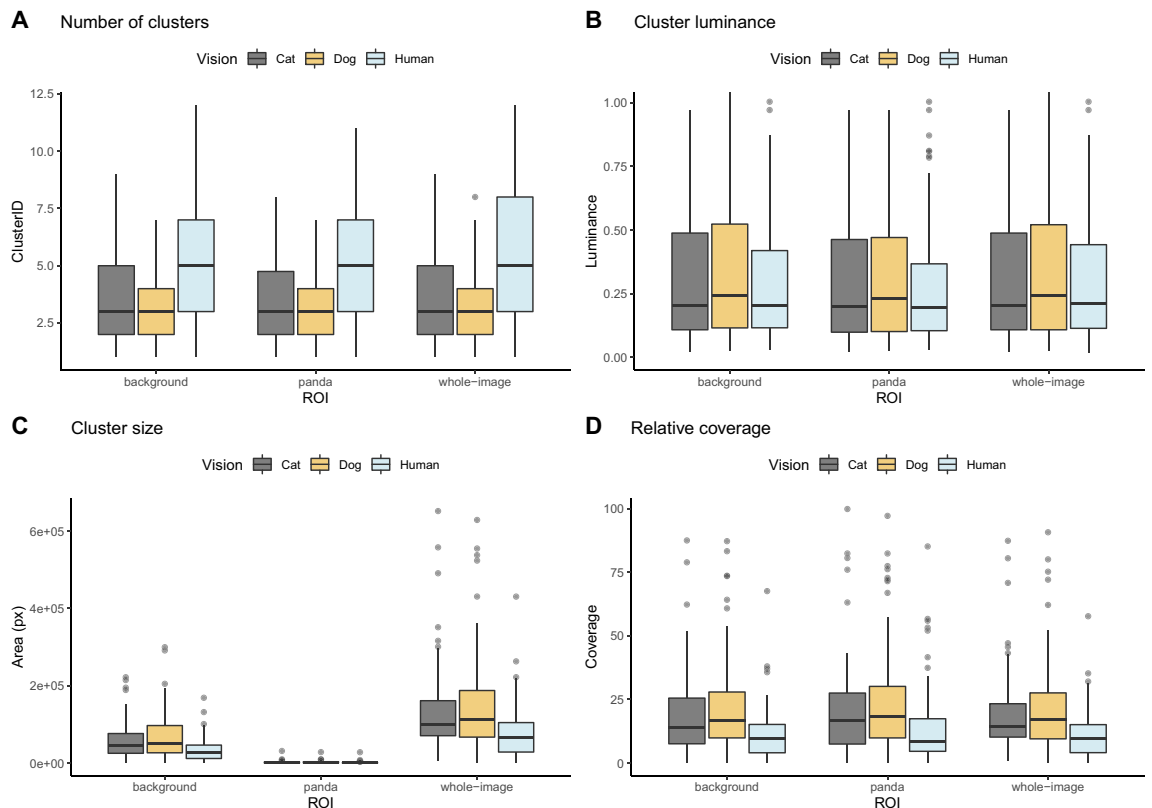 A Number of clusters
Vision Cat Dog Human
ClusterID
12.5
10.0
7.5
5.0
2.5
background panda whole−image
ROI
B Cluster luminance
Vision Cat Dog Human
Luminance
1.00
0.75
0.50
0.25
0.00
background panda whole−image
ROI
C Cluster size
Vision Cat Dog Human
Area (px)
6e+05
4e+05
2e+05
0e+00
background panda whole−image
ROI
D Relative coverage
Vision Cat Dog Human
Coverage
100
75
50
25
0
background panda whole−image
ROI